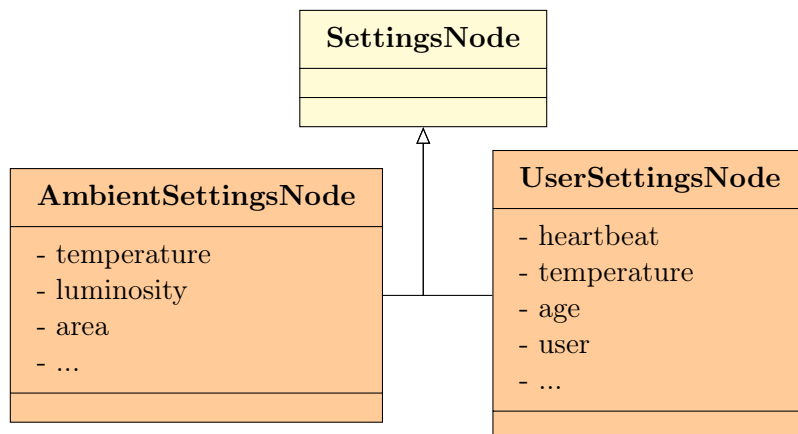 SettingsNode
AmbientSettingsNode
- temperature
- luminosity
- area
- ...
UserSettingsNode
- heartbeat
- temperature
- age
- user
- ...